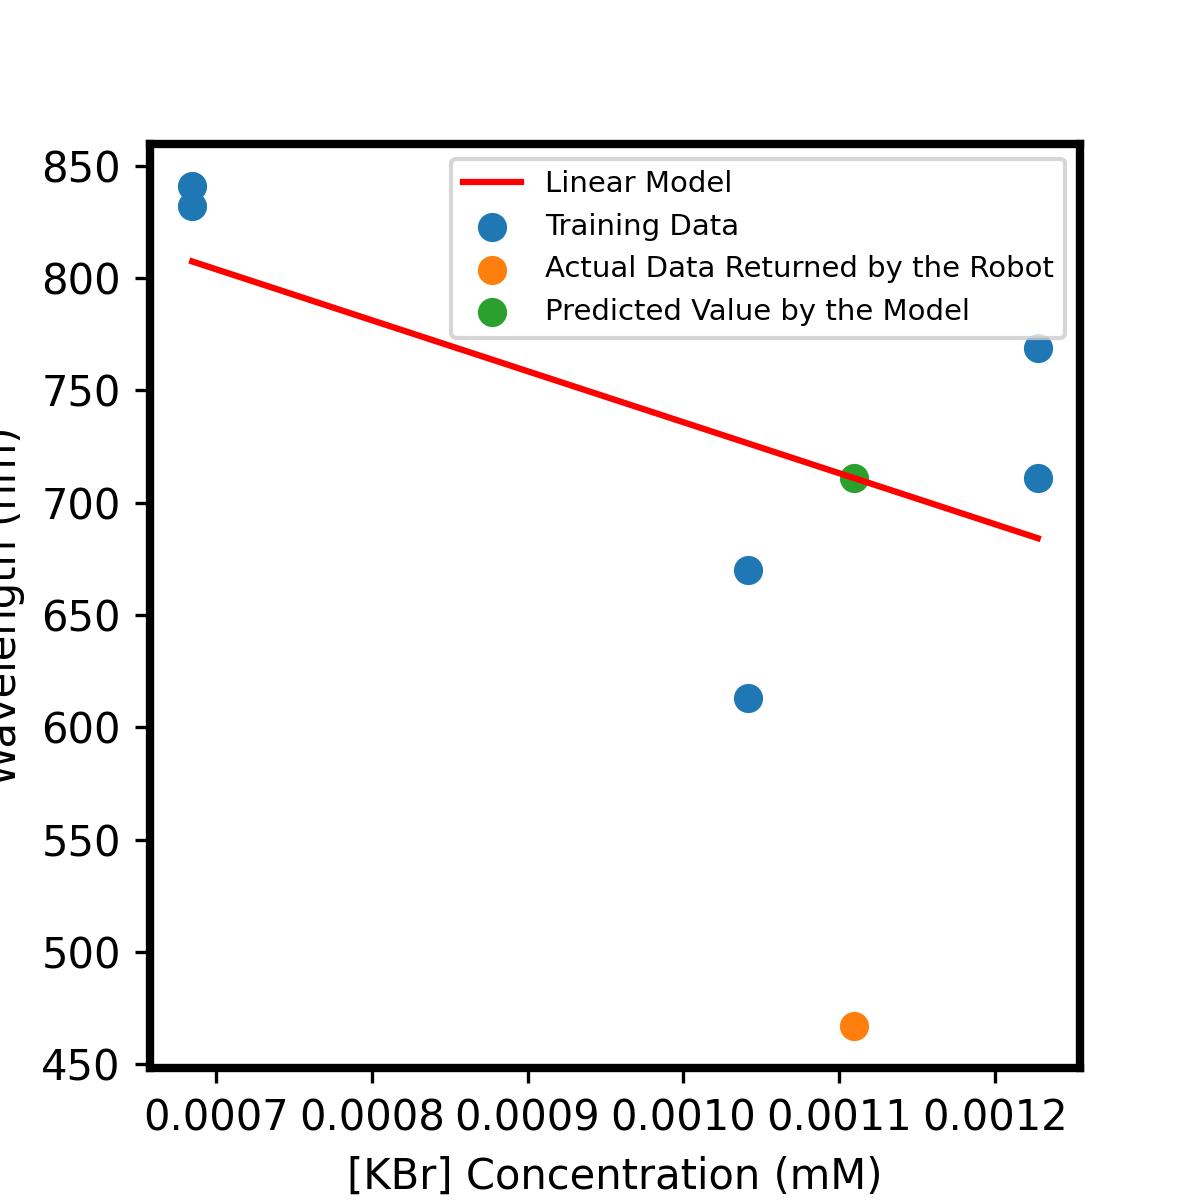 850
800
750
700
650
600
550
500
450
Wavelength (nm)
Linear Model
Training Data
Actual Data Returned by the Robot
Predicted Value by the Model
0.0007 0.0008 0.0009 0.0010 0.0011 0.0012
[KBr] Concentration (mM)